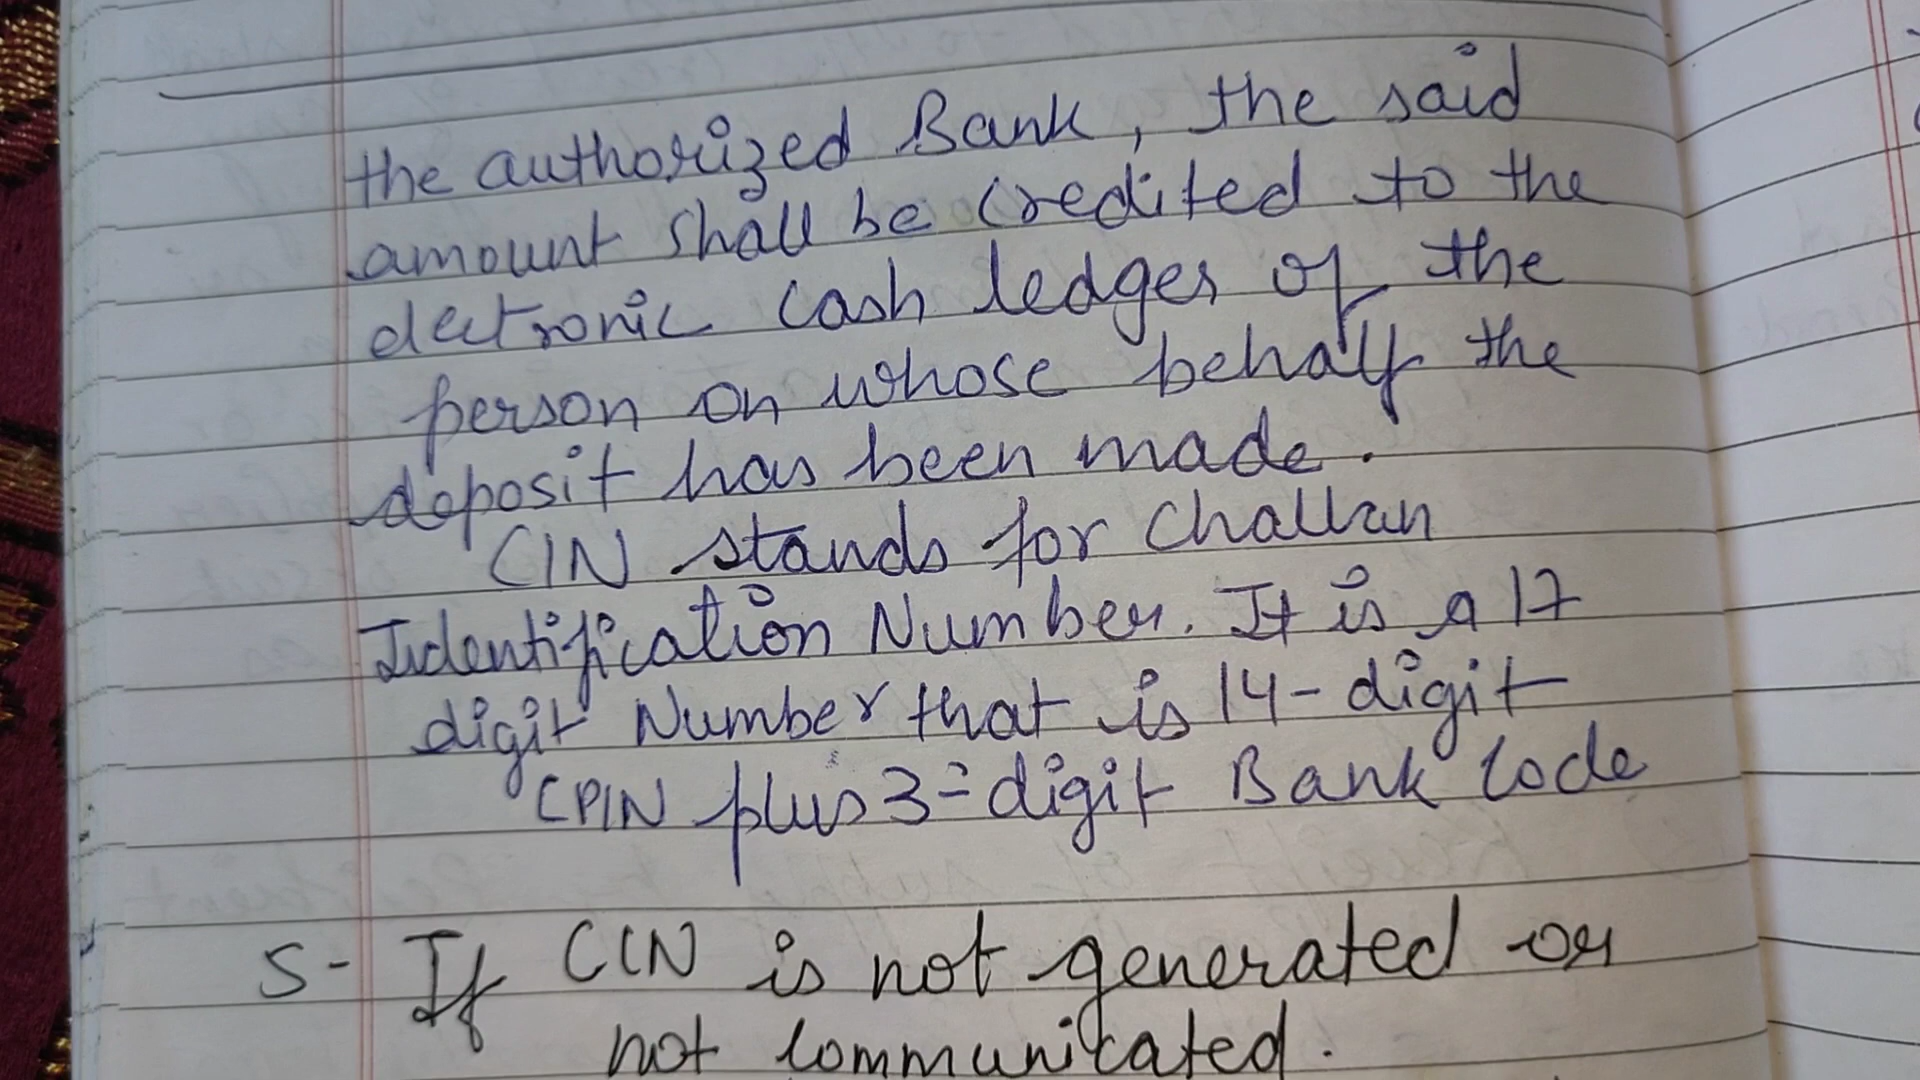 the authorized Bank, the said
amount shall be credited to the
electronic cash ledger of the
person on whose behalf the
deposit has been made.
CIN stands for Challan
Identification Number. It is a 17
digit Number that is 14-digit
CPIN plus 3-digit Bank Code
5- If CIN is not generated or
not communicated.